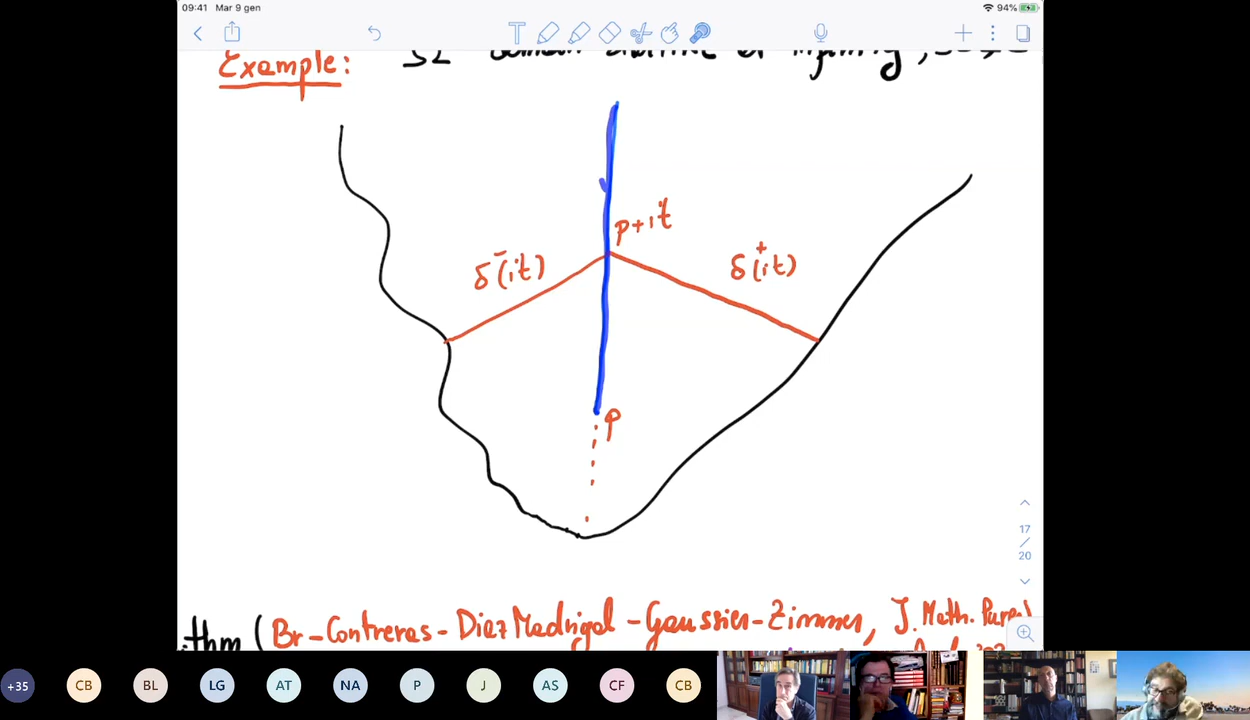 09:41 Mar 9 gen 94%
Example: Ω
p+it
δ⁻(it) δ⁺(it)
p
17
/
20
thm (Br-Contreras-Diaz Madrigal-Gaussier-Zimmer, J. Math. Pures
+35 CB BL LG AT NA P J AS CF CB